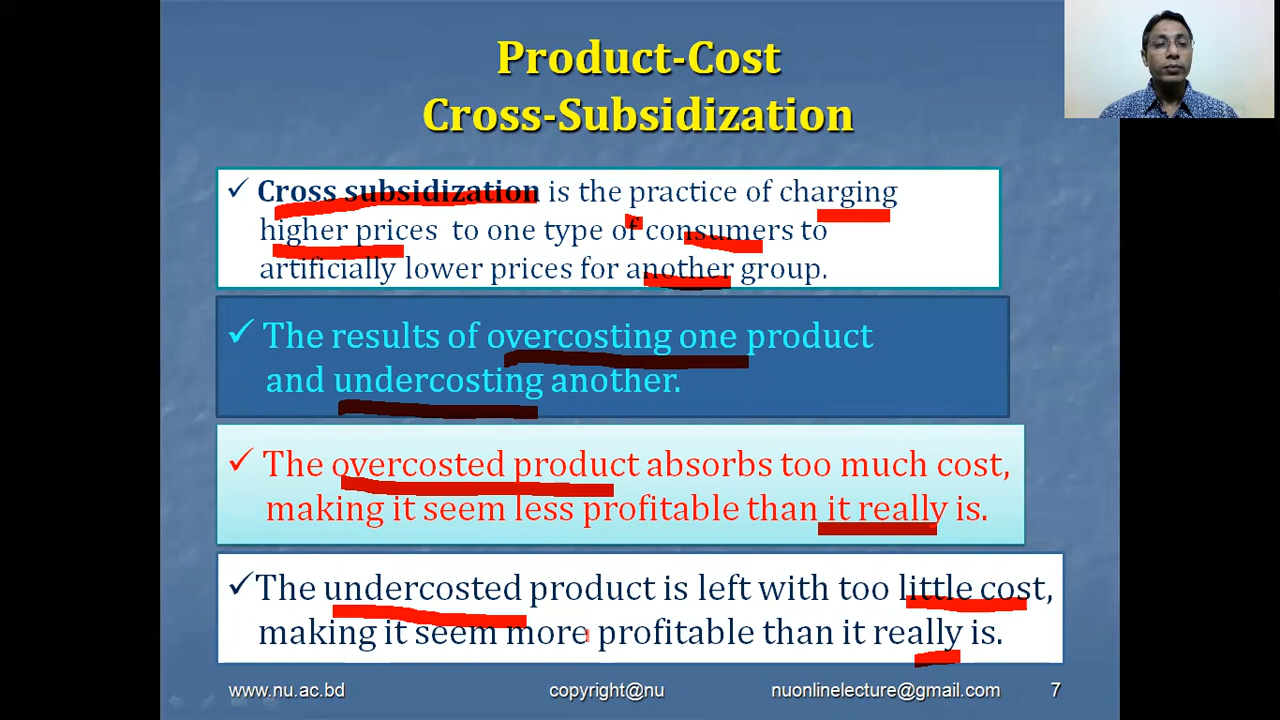 Product-Cost
Cross-Subsidization
✓ Cross subsidization is the practice of charging
higher prices to one type of consumers to
artificially lower prices for another group.
✓ The results of overcosting one product
and undercosting another.
✓ The overcosted product absorbs too much cost,
making it seem less profitable than it really is.
✓ The undercosted product is left with too little cost,
making it seem more profitable than it really is.
www.nu.ac.bd copyright@nu nuonlinelecture@gmail.com 7